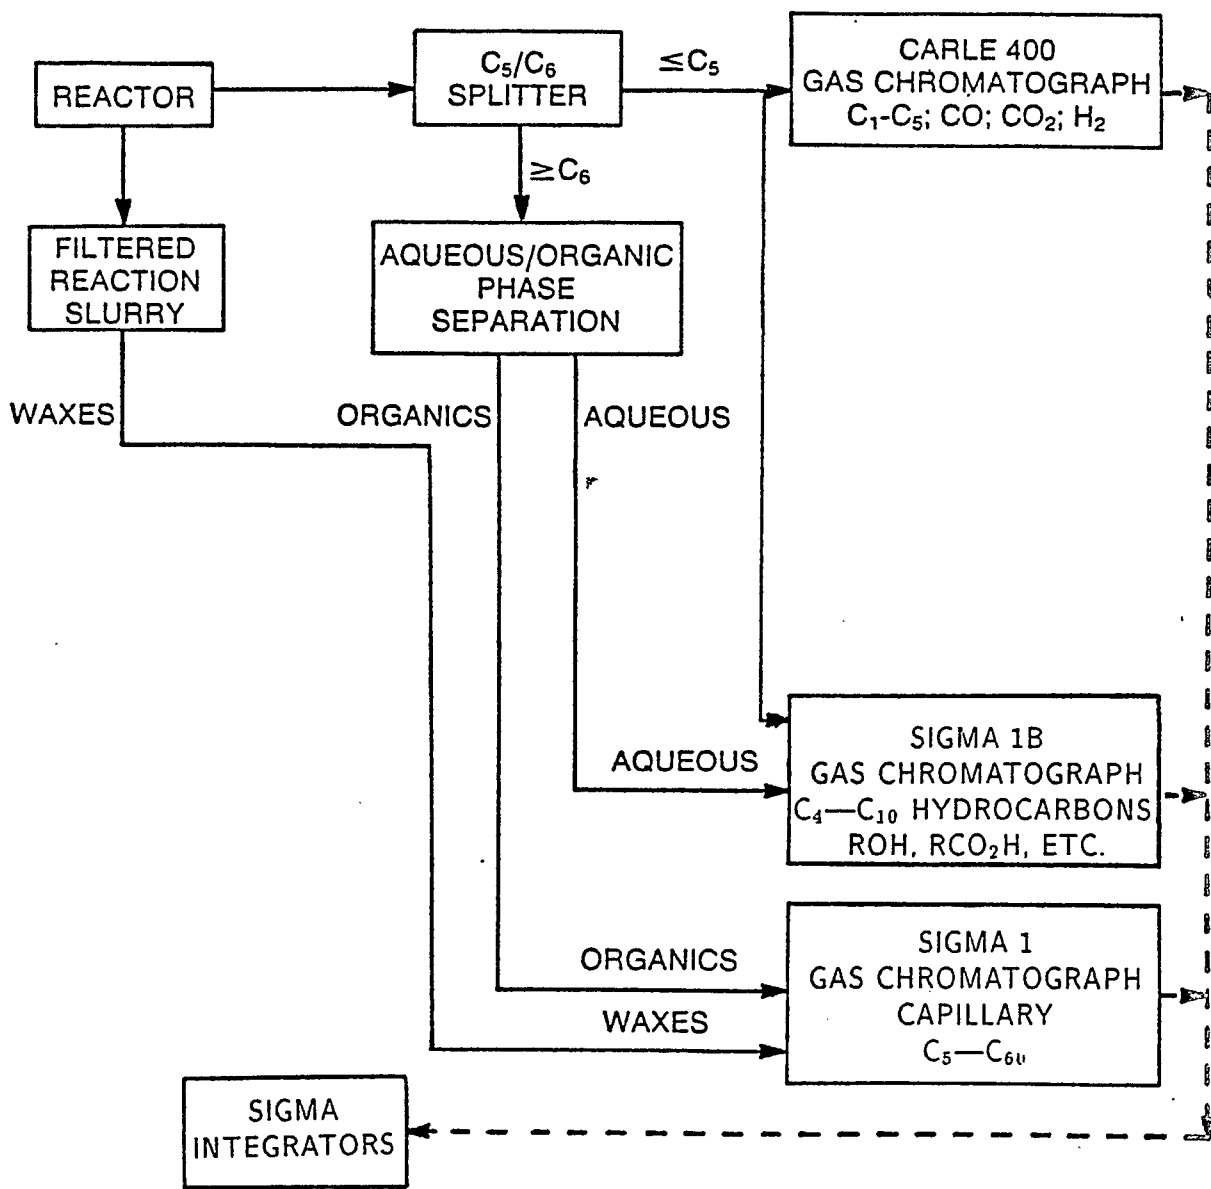 REACTOR
C₅/C₆
SPLITTER
≤C₅
CARLE 400
GAS CHROMATOGRAPH
C₁-C₅; CO; CO₂; H₂
≥C₆
FILTERED
REACTION
SLURRY
AQUEOUS/ORGANIC
PHASE
SEPARATION
WAXES
ORGANICS
AQUEOUS
AQUEOUS
SIGMA 1B
GAS CHROMATOGRAPH
C₄—C₁₀ HYDROCARBONS
ROH, RCO₂H, ETC.
ORGANICS
WAXES
SIGMA 1
GAS CHROMATOGRAPH
CAPILLARY
C₅—C₆₀
SIGMA
INTEGRATORS